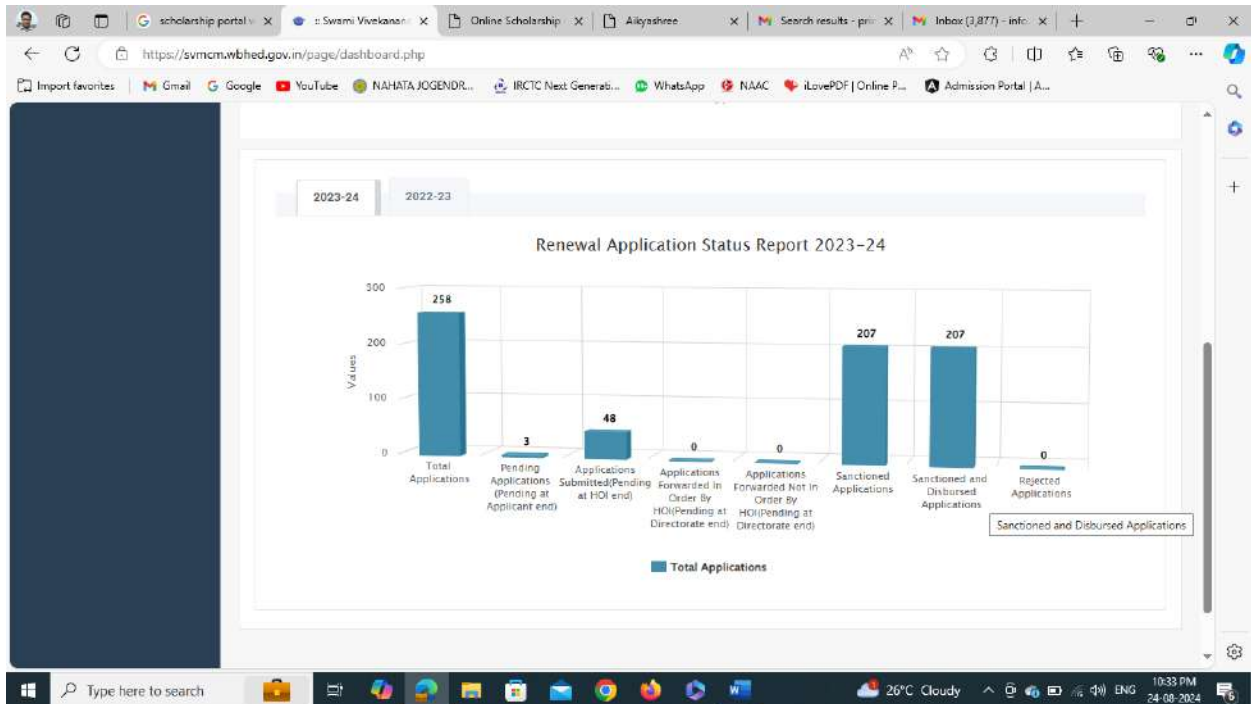 scholarship portal w
:: Swami Vivekanan
Online Scholarship
Aikyashree
Search results - prin
Inbox (3,877) - info
https://svmcm.wbhed.gov.in/page/dashboard.php
Import favorites
Gmail
Google
YouTube
NAHATA JOGENDR...
IRCTC Next Generati...
WhatsApp
NAAC
iLovePDF | Online P...
Admission Portal | A...
2023-24
2022-23
Renewal Application Status Report 2023-24
Values
300
200
100
0
258
3
48
0
0
207
207
0
Total
Applications
Pending
Applications
(Pending at
Applicant end)
Applications
Submitted(Pending
at HOI end)
Applications
Forwarded In
Order By
HOI(Pending at
Directorate end)
Applications
Forwarded Not In
Order By
HOI(Pending at
Directorate end)
Sanctioned
Applications
Sanctioned and
Disbursed
Applications
Rejected
Applications
Sanctioned and Disbursed Applications
Total Applications
Type here to search
26°C Cloudy
ENG
10:33 PM
24-08-2024